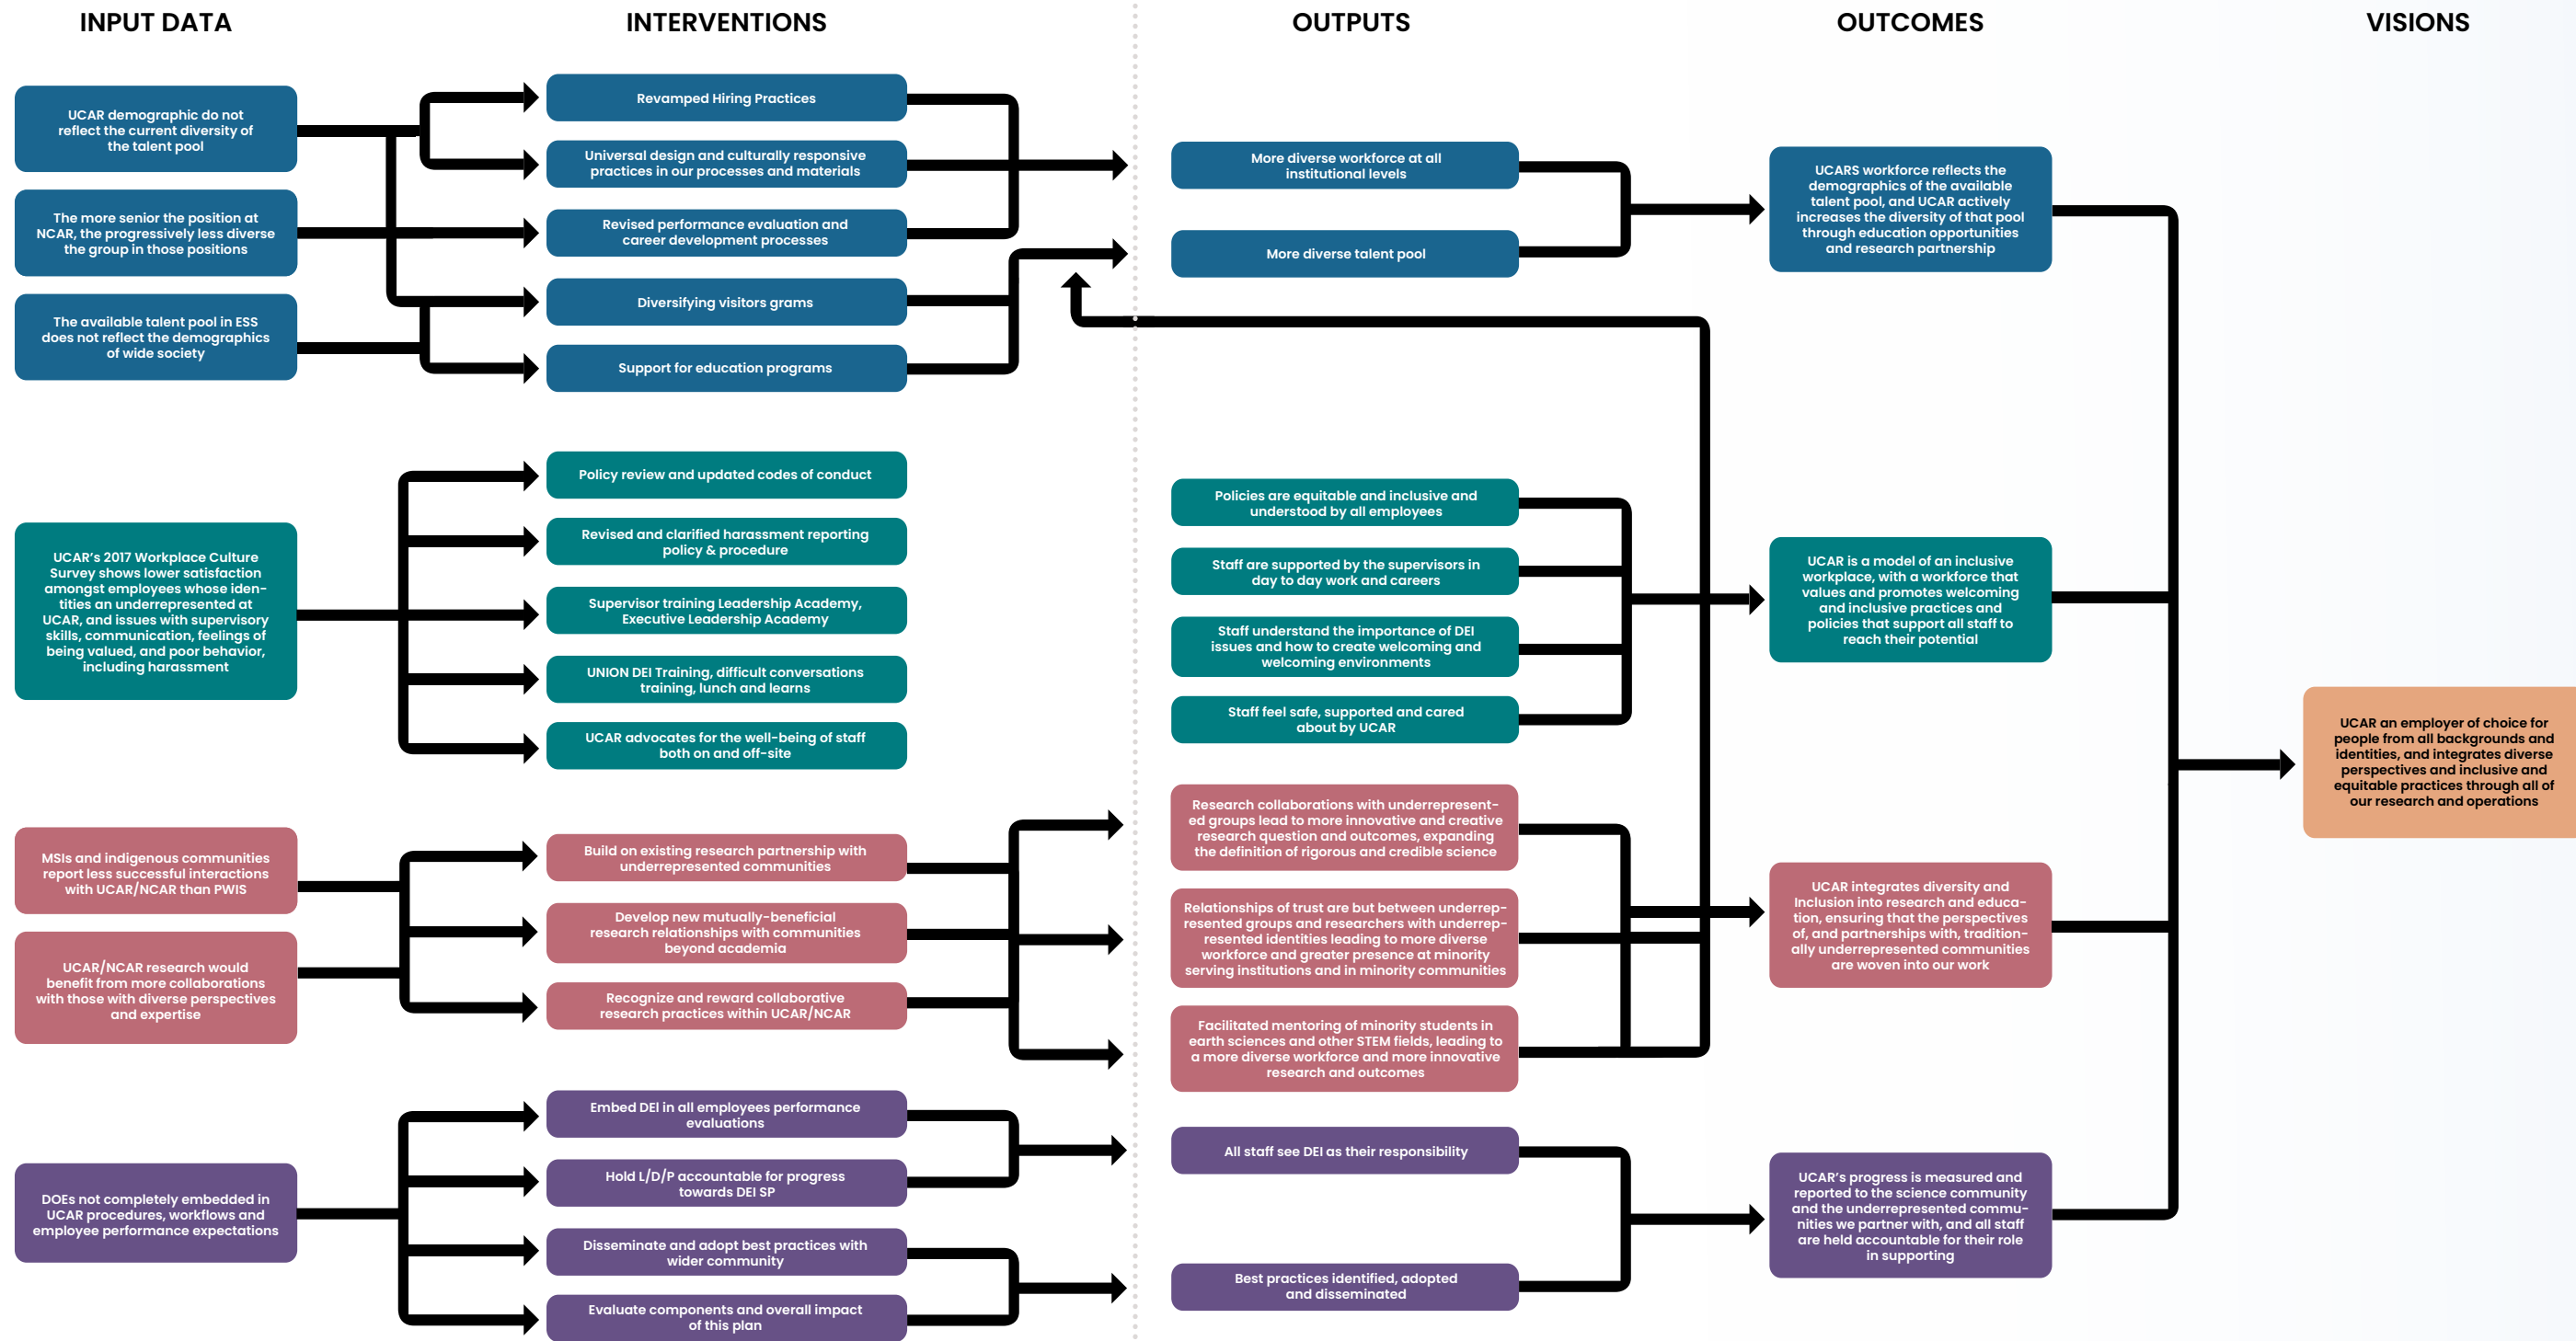 INPUT DATA
INTERVENTIONS
OUTPUTS
OUTCOMES
VISIONS
UCAR demographic do not
reflect the current diversity of
the talent pool
The more senior the position at
NCAR, the progressively less diverse
the group in those positions
The available talent pool in ESS
does not reflect the demographics
of wide society
Revamped Hiring Practices
Universal design and culturally responsive
practices in our processes and materials
Revised performance evaluation and
career development processes
Diversifying visitors grams
Support for education programs
More diverse workforce at all
institutional levels
More diverse talent pool
UCARS workforce reflects the
demographics of the available
talent pool, and UCAR actively
increases the diversity of that pool
through education opportunities
and research partnership
UCAR's 2017 Workplace Culture
Survey shows lower satisfaction
amongst employees whose iden-
tities an underrepresented at
UCAR, and issues with supervisory
skills, communication, feelings of
being valued, and poor behavior,
including harassment
Policy review and updated codes of conduct
Revised and clarified harassment reporting
policy & procedure
Supervisor training Leadership Academy,
Executive Leadership Academy
UNION DEI Training, difficult conversations
training, lunch and learns
UCAR advocates for the well-being of staff
both on and off-site
Policies are equitable and inclusive and
understood by all employees
Staff are supported by the supervisors in
day to day work and careers
Staff understand the importance of DEI
issues and how to create welcoming and
welcoming environments
Staff feel safe, supported and cared
about by UCAR
UCAR is a model of an inclusive
workplace, with a workforce that
values and promotes welcoming
and inclusive practices and
policies that support all staff to
reach their potential
MSIs and indigenous communities
report less successful interactions
with UCAR/NCAR than PWIS
UCAR/NCAR research would
benefit from more collaborations
with those with diverse perspectives
and expertise
Build on existing research partnership with
underrepresented communities
Develop new mutually-beneficial
research relationships with communities
beyond academia
Recognize and reward collaborative
research practices within UCAR/NCAR
Research collaborations with underrepresent-
ed groups lead to more innovative and creative
research question and outcomes, expanding
the definition of rigorous and credible science
Relationships of trust are but between underrep-
resented groups and researchers with underrep-
resented identities leading to more diverse
workforce and greater presence at minority
serving institutions and in minority communities
Facilitated mentoring of minority students in
earth sciences and other STEM fields, leading to
a more diverse workforce and more innovative
research and outcomes
UCAR integrates diversity and
Inclusion into research and educa-
tion, ensuring that the perspectives
of, and partnerships with, tradition-
ally underrepresented communities
are woven into our work
DOEs not completely embedded in
UCAR procedures, workflows and
employee performance expectations
Embed DEI in all employees performance
evaluations
Hold L/D/P accountable for progress
towards DEI SP
Disseminate and adopt best practices with
wider community
Evaluate components and overall impact
of this plan
All staff see DEI as their responsibility
Best practices identified, adopted
and disseminated
UCAR's progress is measured and
reported to the science community
and the underrepresented commu-
nities we partner with, and all staff
are held accountable for their role
in supporting
UCAR an employer of choice for
people from all backgrounds and
identities, and integrates diverse
perspectives and inclusive and
equitable practices through all of
our research and operations